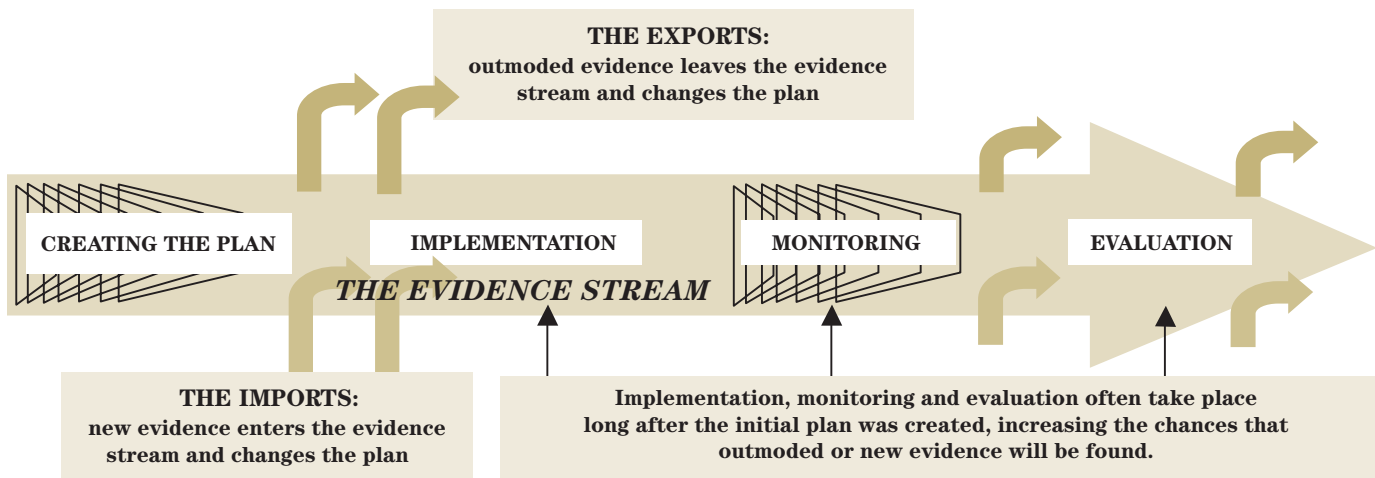 THE EXPORTS:
outmoded evidence leaves the evidence
stream and changes the plan
CREATING THE PLAN
IMPLEMENTATION
MONITORING
EVALUATION
THE EVIDENCE STREAM
THE IMPORTS:
new evidence enters the evidence
stream and changes the plan
Implementation, monitoring and evaluation often take place
long after the initial plan was created, increasing the chances that
outmoded or new evidence will be found.